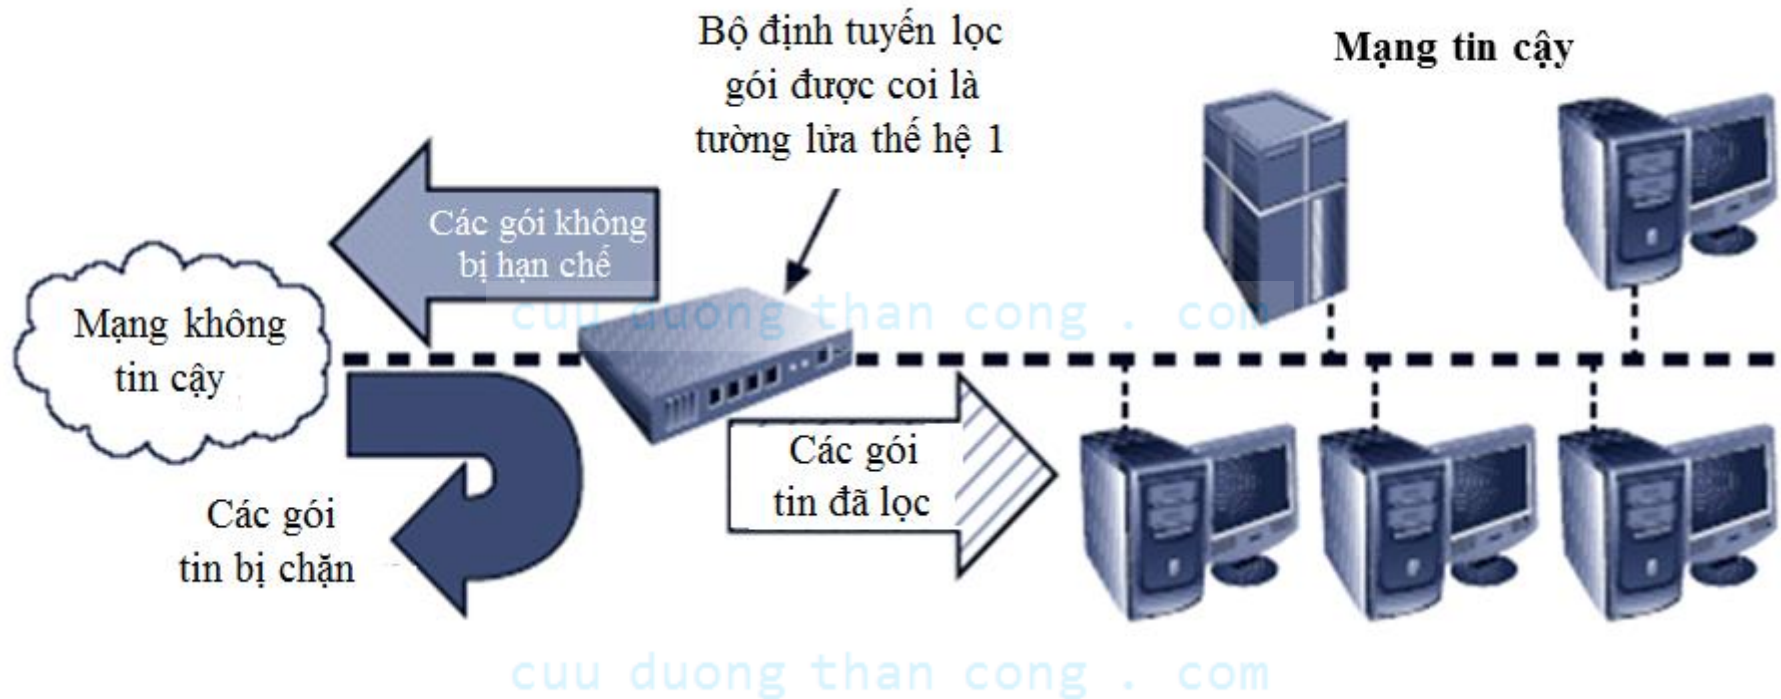 Bộ định tuyến lọc
gói được coi là
tường lửa thế hệ 1
Mạng tin cậy
Các gói không
bị hạn chế
cuu duong than cong . com
Mạng không
tin cậy
Các gói
tin đã lọc
Các gói
tin bị chặn
cuu duong than cong . com